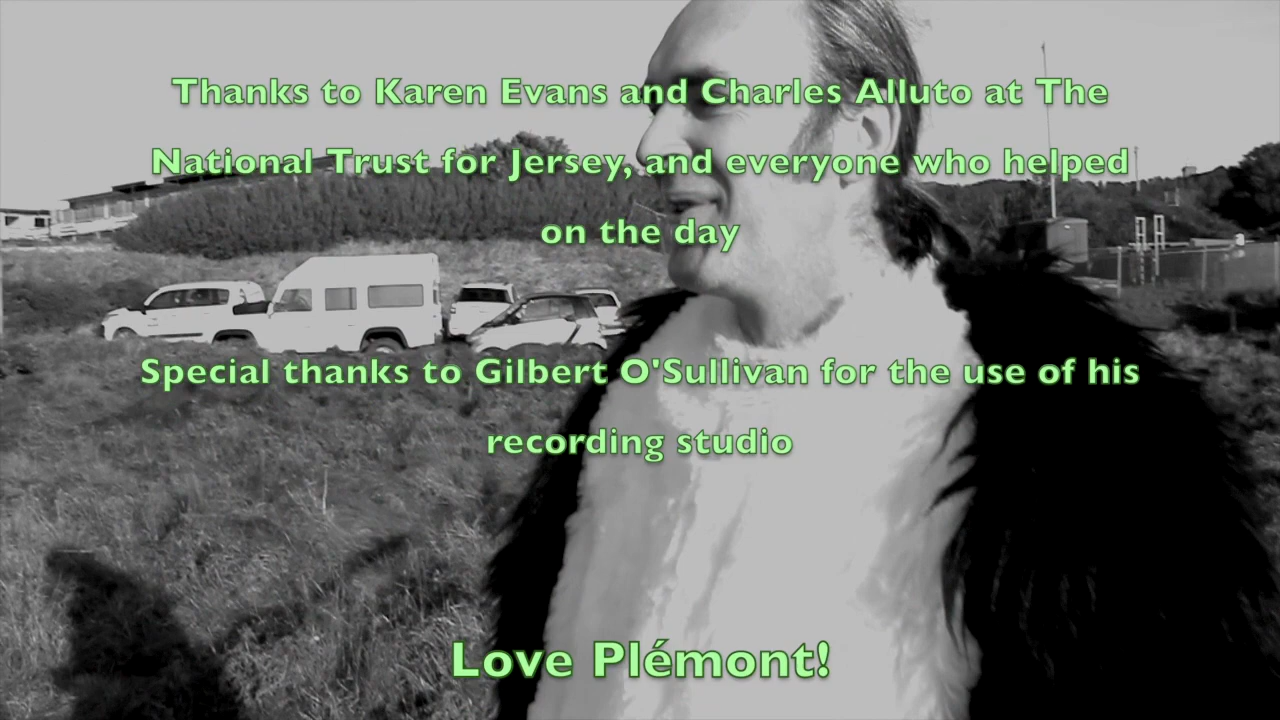 Thanks to Karen Evans and Charles Alluto at The
National Trust for Jersey, and everyone who helped
on the day
Special thanks to Gilbert O'Sullivan for the use of his
recording studio
Love Plémont!